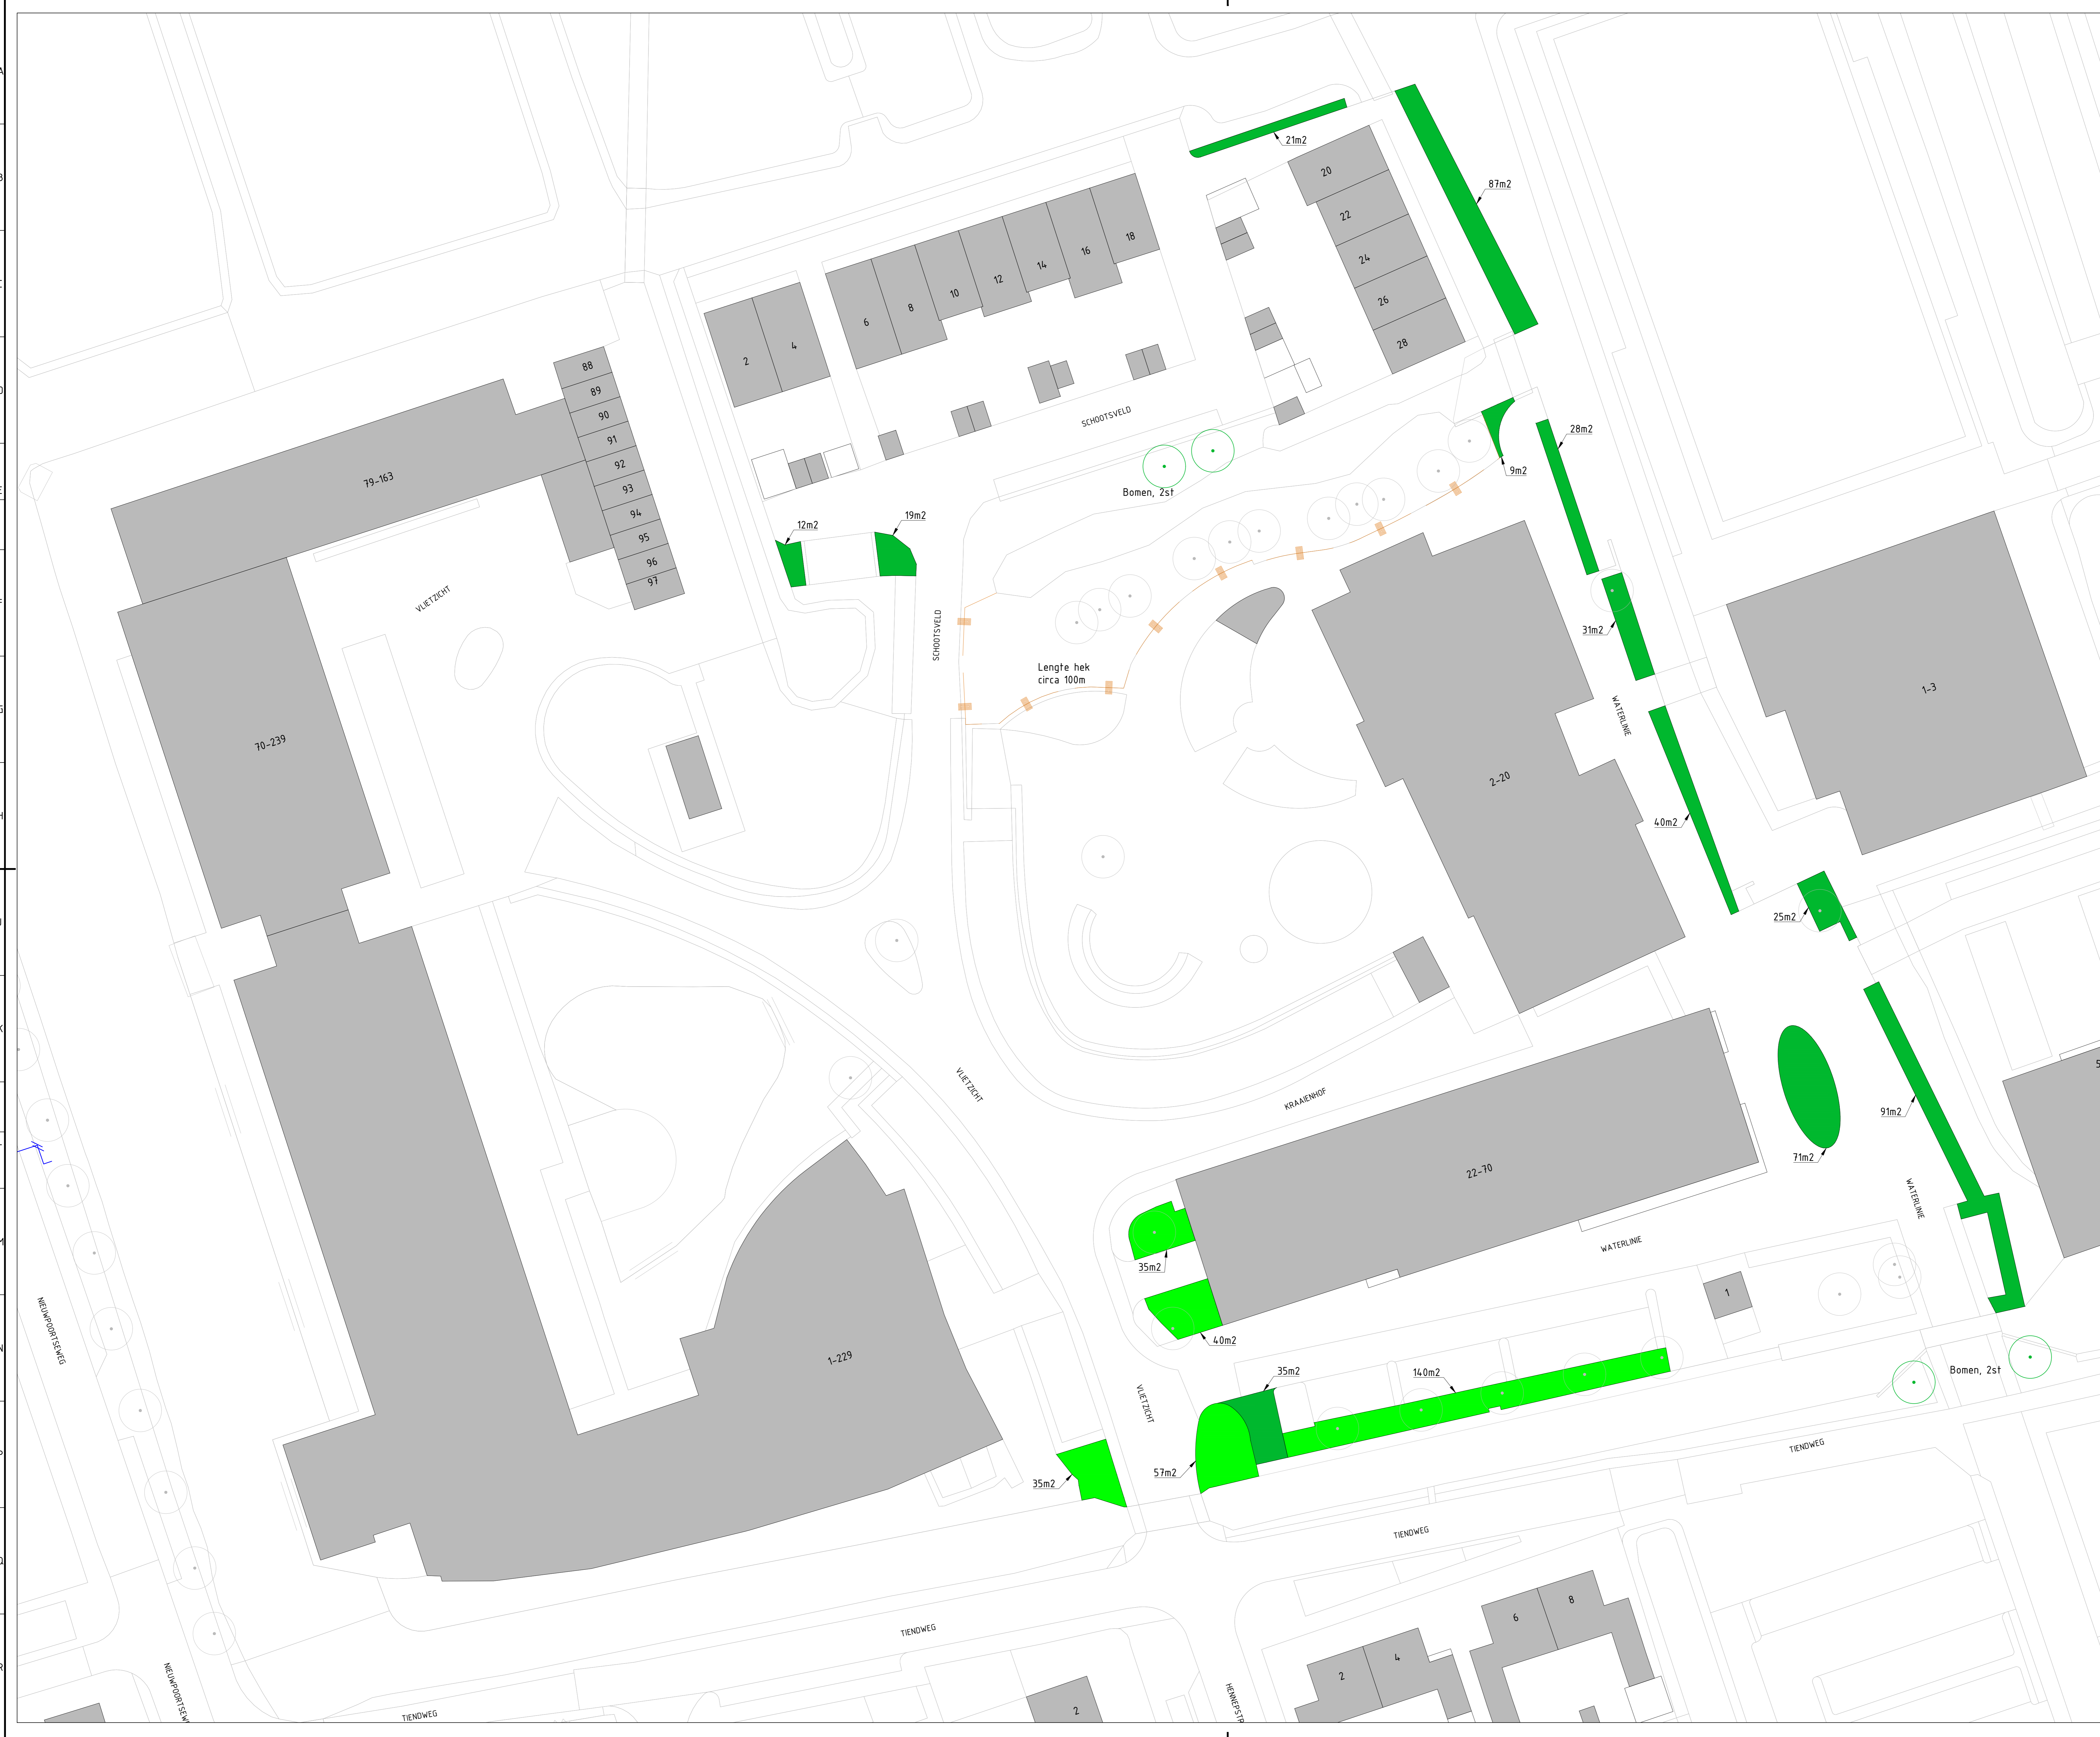 21m2
20
87m2
22
24
26
28
18
16
14
12
10
8
6
4
2
SCHOOTSVELD
88
89
90
91
92
93
94
95
96
97
79-163
28m2
9m2
Bomen, 2st
12m2
19m2
VLIETZICHT
SCHOOTSVELD
31m2
Lengte hek
circa 100m
1-3
WATERLINIE
70-239
2-20
40m2
25m2
VLIETZICHT
KRAAIENHOF
91m2
71m2
22-70
WATERLINIE
WATERLINIE
35m2
1
40m2
NIEUWPOORTSEWEG
1-229
35m2
140m2
Bomen, 2st
VLIETZICHT
57m2
35m2
TIENDWEG
TIENDWEG
8
6
4
2
TIENDWEG
HENNEPSTR
2
TIENDWEG